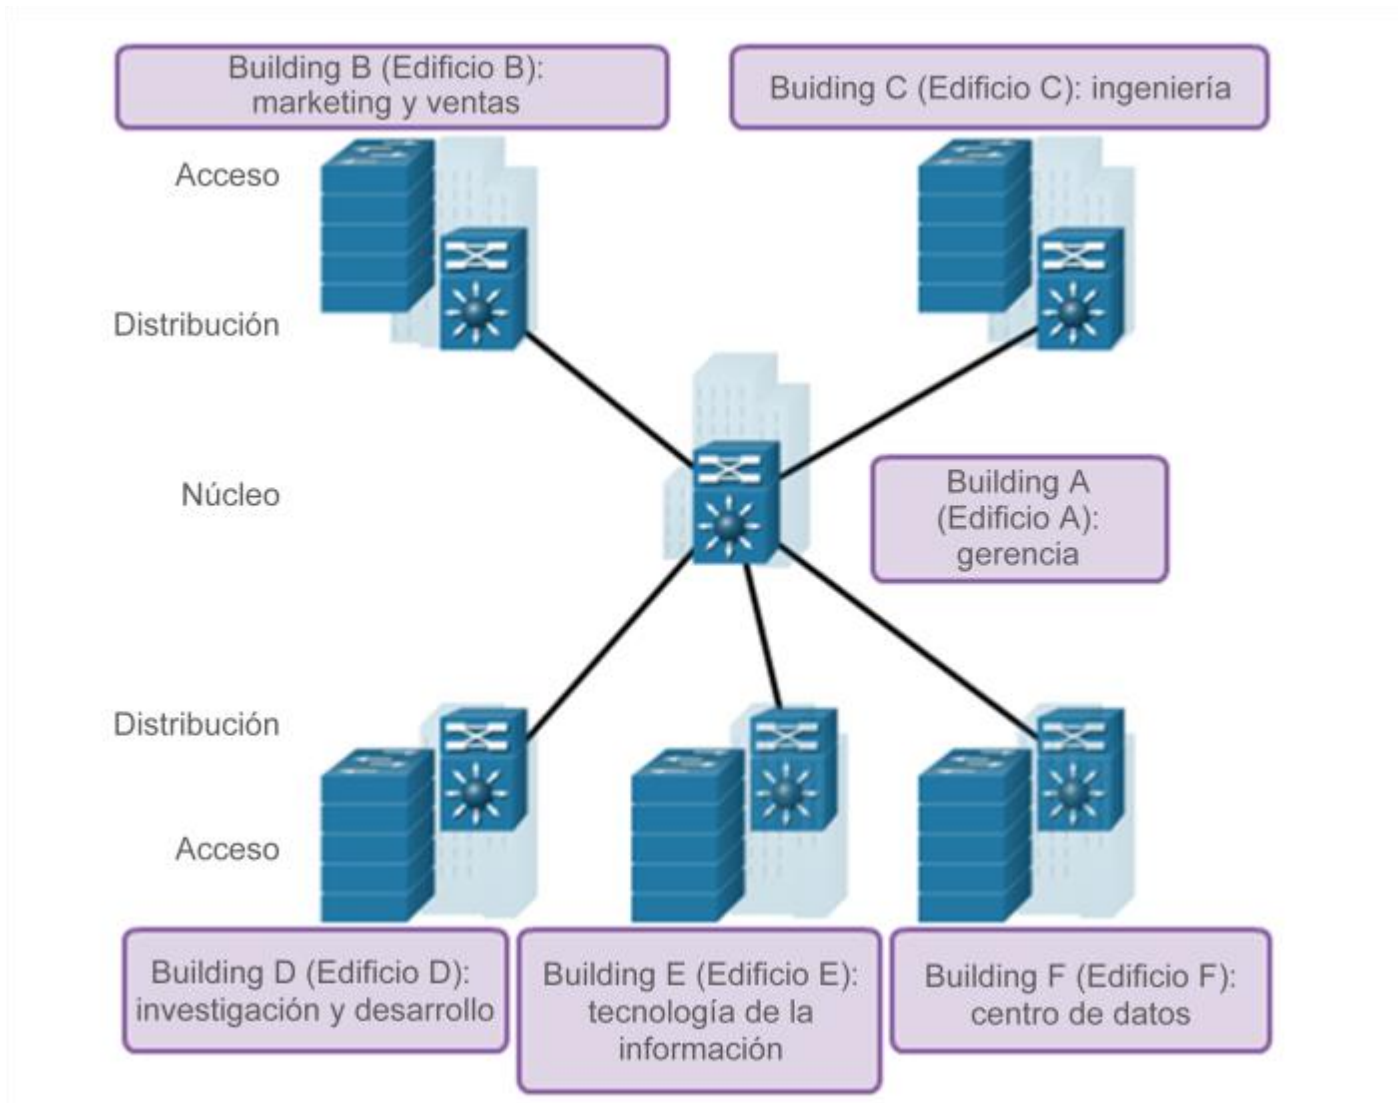 Building B (Edificio B):
marketing y ventas
Buiding C (Edificio C): ingeniería
Acceso
Distribución
Núcleo
Building A
(Edificio A):
gerencia
Distribución
Acceso
Building D (Edificio D):
investigación y desarrollo
Building E (Edificio E):
tecnología de la
información
Building F (Edificio F):
centro de datos